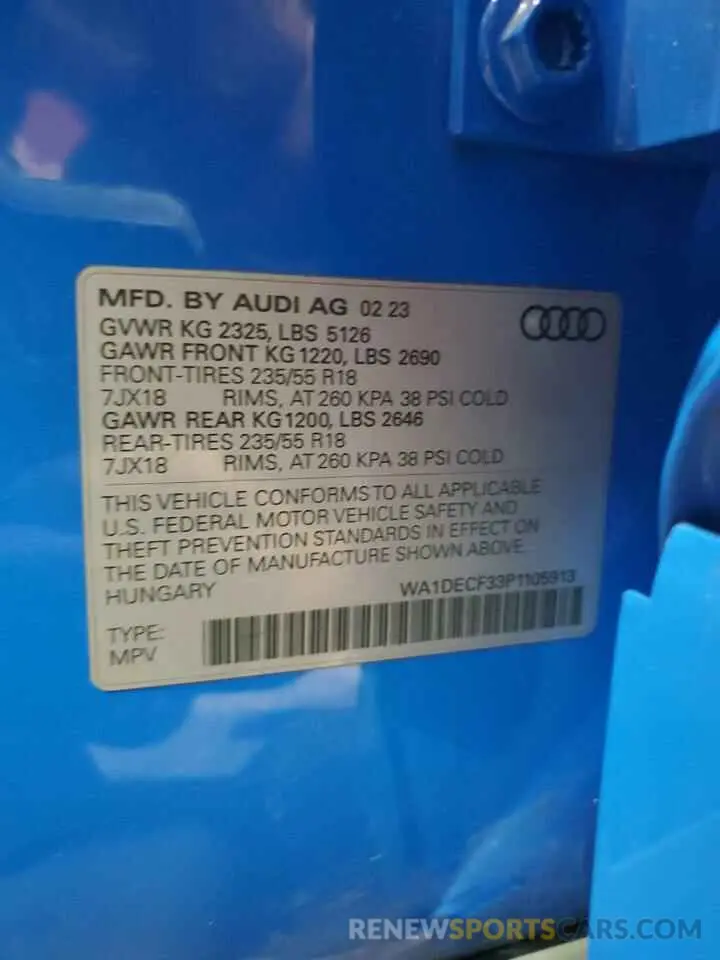 MFD. BY AUDI AG 02 23
GVWR KG 2325, LBS 5126
GAWR FRONT KG 1220, LBS 2690
FRONT-TIRES 235/55 R18
7JX18 RIMS, AT 260 KPA 38 PSI COLD
GAWR REAR KG 1200, LBS 2646
REAR-TIRES 235/55 R18
7JX18 RIMS, AT 260 KPA 38 PSI COLD
THIS VEHICLE CONFORMS TO ALL APPLICABLE
U.S. FEDERAL MOTOR VEHICLE SAFETY AND
THEFT PREVENTION STANDARDS IN EFFECT ON
THE DATE OF MANUFACTURE SHOWN ABOVE.
HUNGARY WA1DECF33P1105913
TYPE:
MPV
RENEWSPORTSCARS.COM